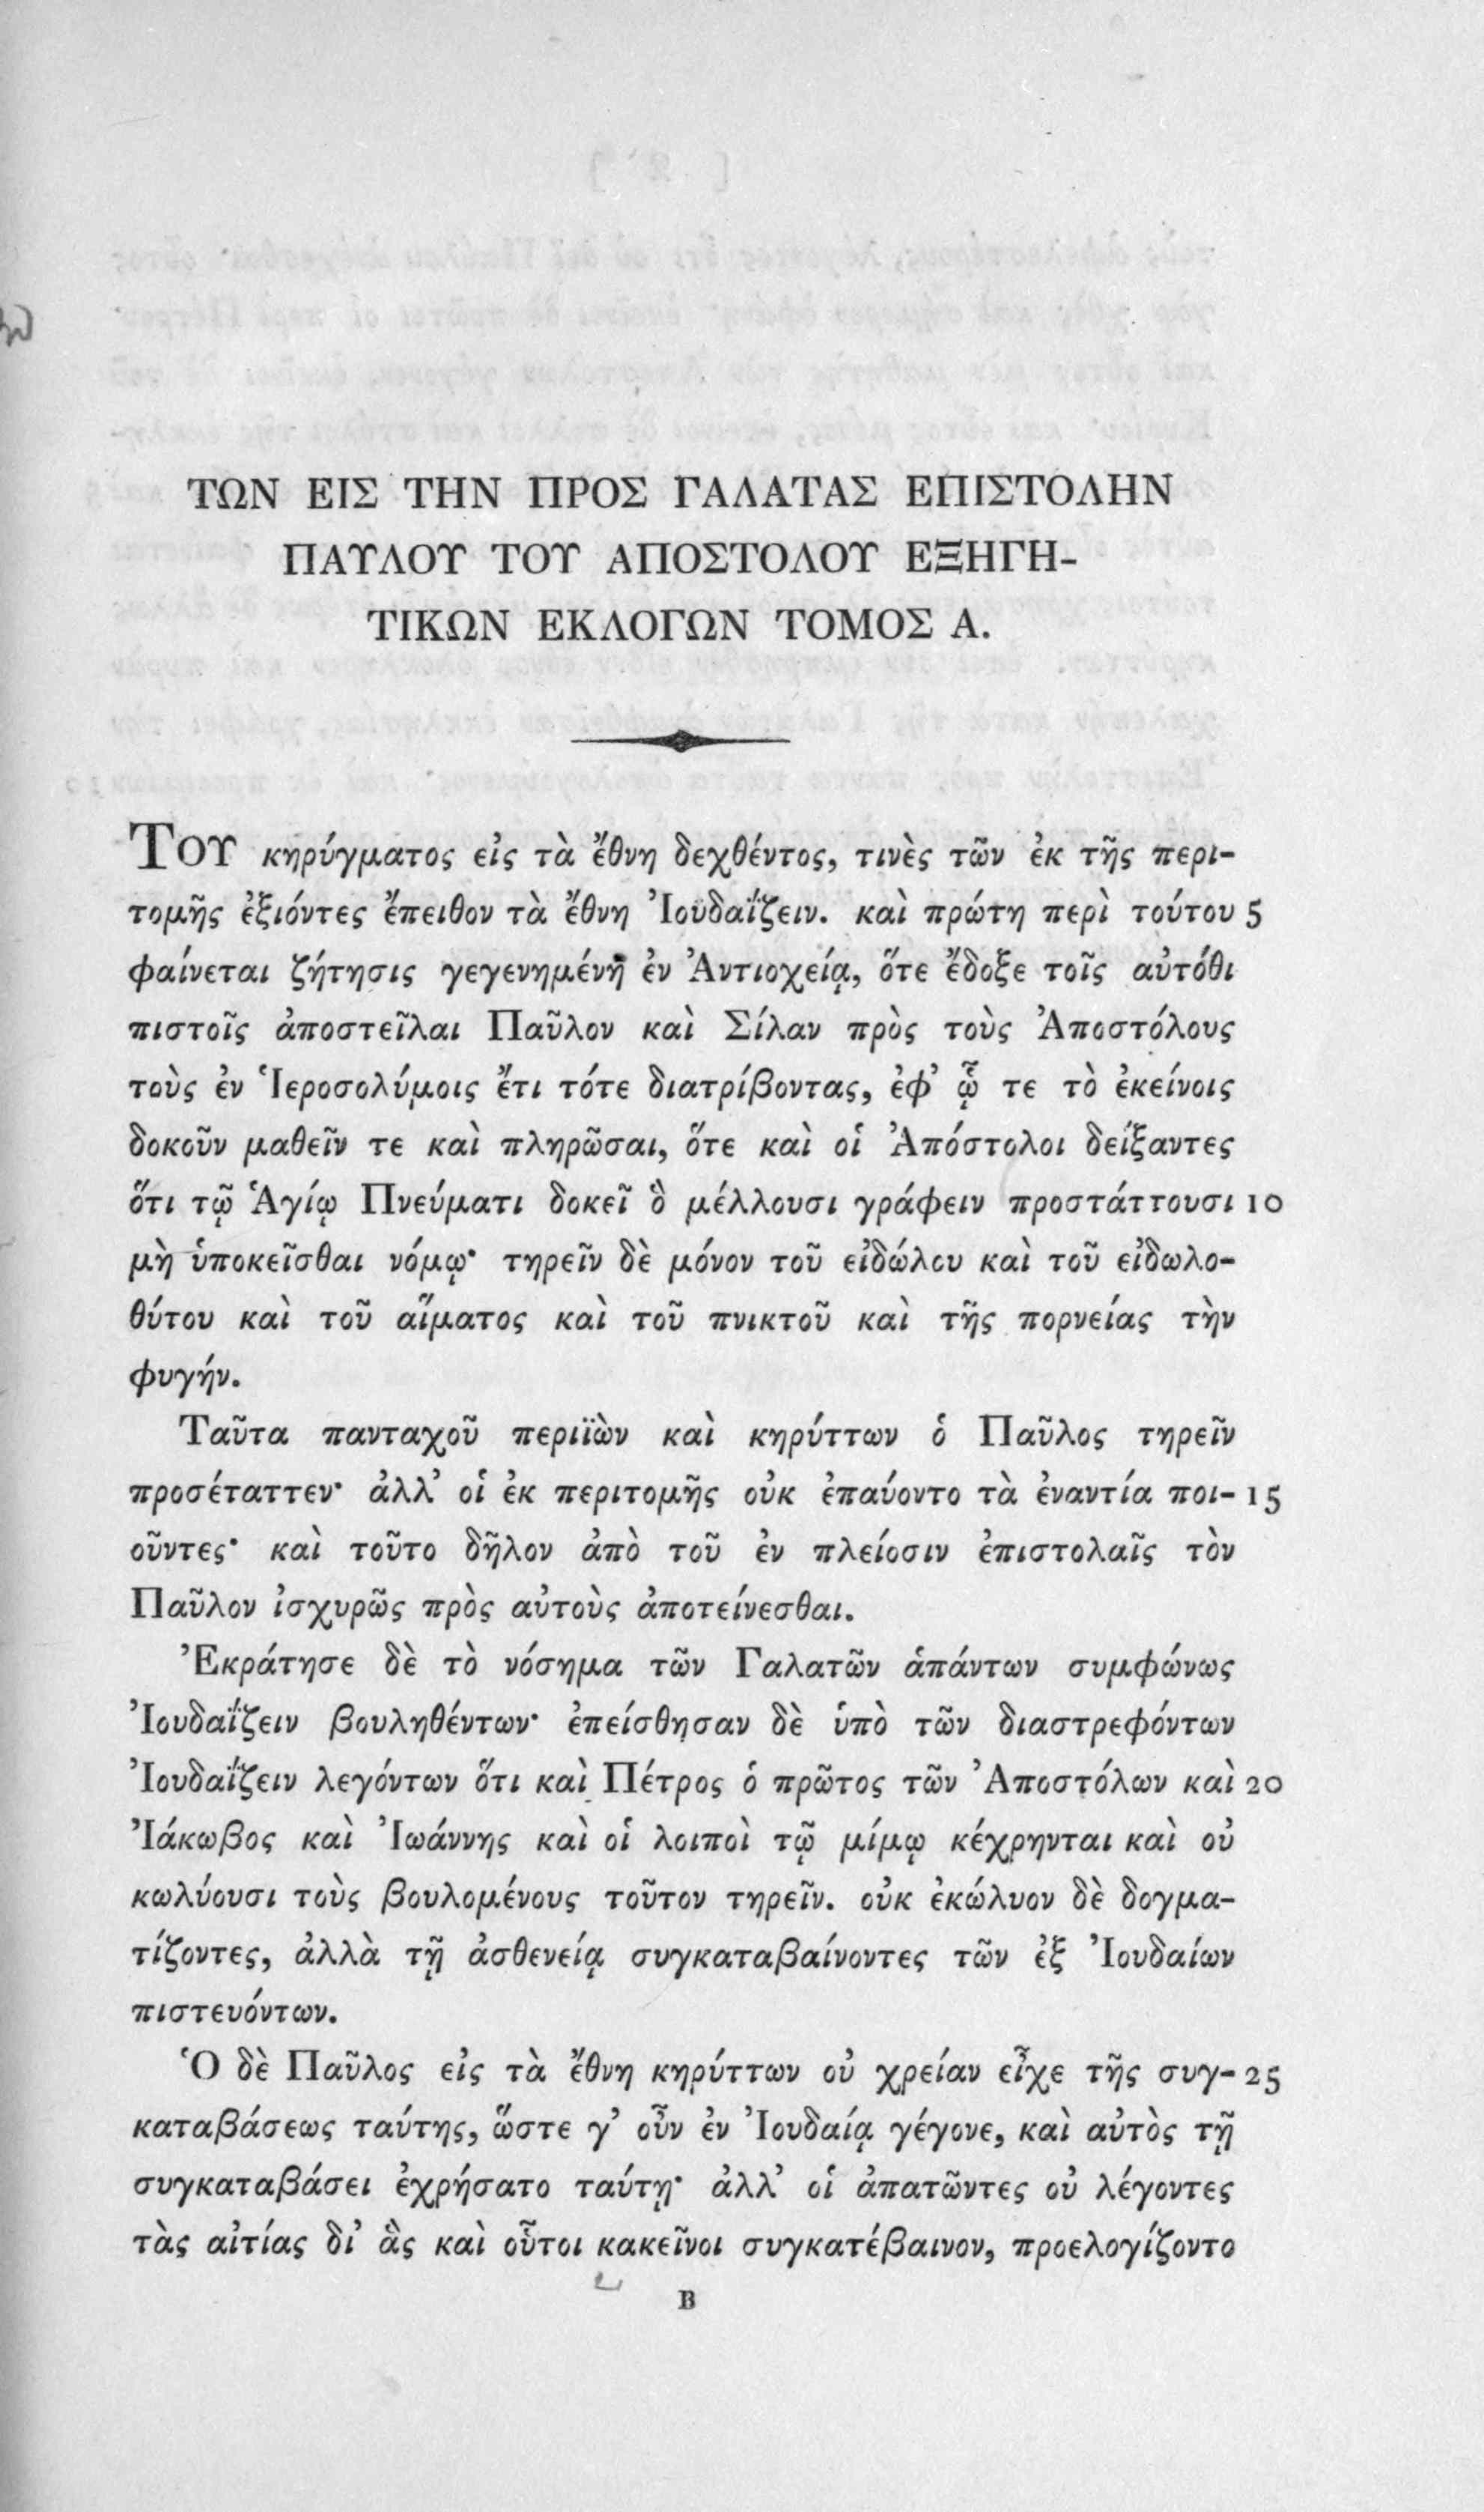 ΤΩΝ ΕΙΣ ΤΗΝ ΠΡΟΣ ΓΑΛΑΤΑΣ ΕΠΙΣΤΟΛΗΝ
ΠΑΥΛΟΥ ΤΟΥ ΑΠΟΣΤΟΛΟΥ ΕΞΗΓΗ-
ΤΙΚΩΝ ΕΚΛΟΓΩΝ ΤΟΜΟΣ Α.
ΤΟΥ κηρύγματος εἰς τὰ ἔθνη δεχθέντος, τινὲς τῶν ἐκ τῆς περι-
τομῆς ἐξιόντες ἔπειθον τὰ ἔθνη Ἰουδαΐζειν. καὶ πρώτη περὶ τούτου 5
φαίνεται ζήτησις γεγενημένη ἐν Ἀντιοχείᾳ, ὅτε ἔδοξε τοῖς αὐτόθι
πιστοῖς ἀποστεῖλαι Παῦλον καὶ Σίλαν πρὸς τοὺς Ἀποστόλους
τοὺς ἐν Ἱεροσολύμοις ἔτι τότε διατρίβοντας, ἐφ’ ᾧ τε τὸ ἐκείνοις
δοκοῦν μαθεῖν τε καὶ πληρῶσαι, ὅτε καὶ οἱ Ἀπόστολοι δείξαντες
ὅτι τῷ Ἁγίῳ Πνεύματι δοκεῖ ὃ μέλλουσι γράφειν προστάττουσι 10
μὴ ὑποκεῖσθαι νόμῳ· τηρεῖν δὲ μόνον τοῦ εἰδώλου καὶ τοῦ εἰδωλο-
θύτου καὶ τοῦ αἵματος καὶ τοῦ πνικτοῦ καὶ τῆς πορνείας τὴν
φυγήν.
Ταῦτα πανταχοῦ περιϊὼν καὶ κηρύττων ὁ Παῦλος τηρεῖν
προσέταττεν· ἀλλ’ οἱ ἐκ περιτομῆς οὐκ ἐπαύοντο τὰ ἐναντία ποι- 15
οῦντες· καὶ τοῦτο δῆλον ἀπὸ τοῦ ἐν πλείοσιν ἐπιστολαῖς τὸν
Παῦλον ἰσχυρῶς πρὸς αὐτοὺς ἀποτείνεσθαι.
Ἐκράτησε δὲ τὸ νόσημα τῶν Γαλατῶν ἁπάντων συμφώνως
Ἰουδαΐζειν βουληθέντων· ἐπείσθησαν δὲ ὑπὸ τῶν διαστρεφόντων
Ἰουδαΐζειν λεγόντων ὅτι καὶ Πέτρος ὁ πρῶτος τῶν Ἀποστόλων καὶ 20
Ἰάκωβος καὶ Ἰωάννης καὶ οἱ λοιποὶ τῷ μίμῳ κέχρηνται καὶ οὐ
κωλύουσι τοὺς βουλομένους τοῦτον τηρεῖν. οὐκ ἐκώλυον δὲ δογμα-
τίζοντες, ἀλλὰ τῇ ἀσθενείᾳ συγκαταβαίνοντες τῶν ἐξ Ἰουδαίων
πιστευόντων.
Ὁ δὲ Παῦλος εἰς τὰ ἔθνη κηρύττων οὐ χρείαν εἶχε τῆς συγ- 25
καταβάσεως ταύτης, ὥστε γ’ οὖν ἐν Ἰουδαίᾳ γέγονε, καὶ αὐτὸς τῇ
συγκαταβάσει ἐχρήσατο ταύτῃ· ἀλλ’ οἱ ἀπατῶντες οὐ λέγοντες
τὰς αἰτίας δι’ ἃς καὶ οὗτοι κακεῖνοι συγκατέβαινον, προελογίζοντο
B